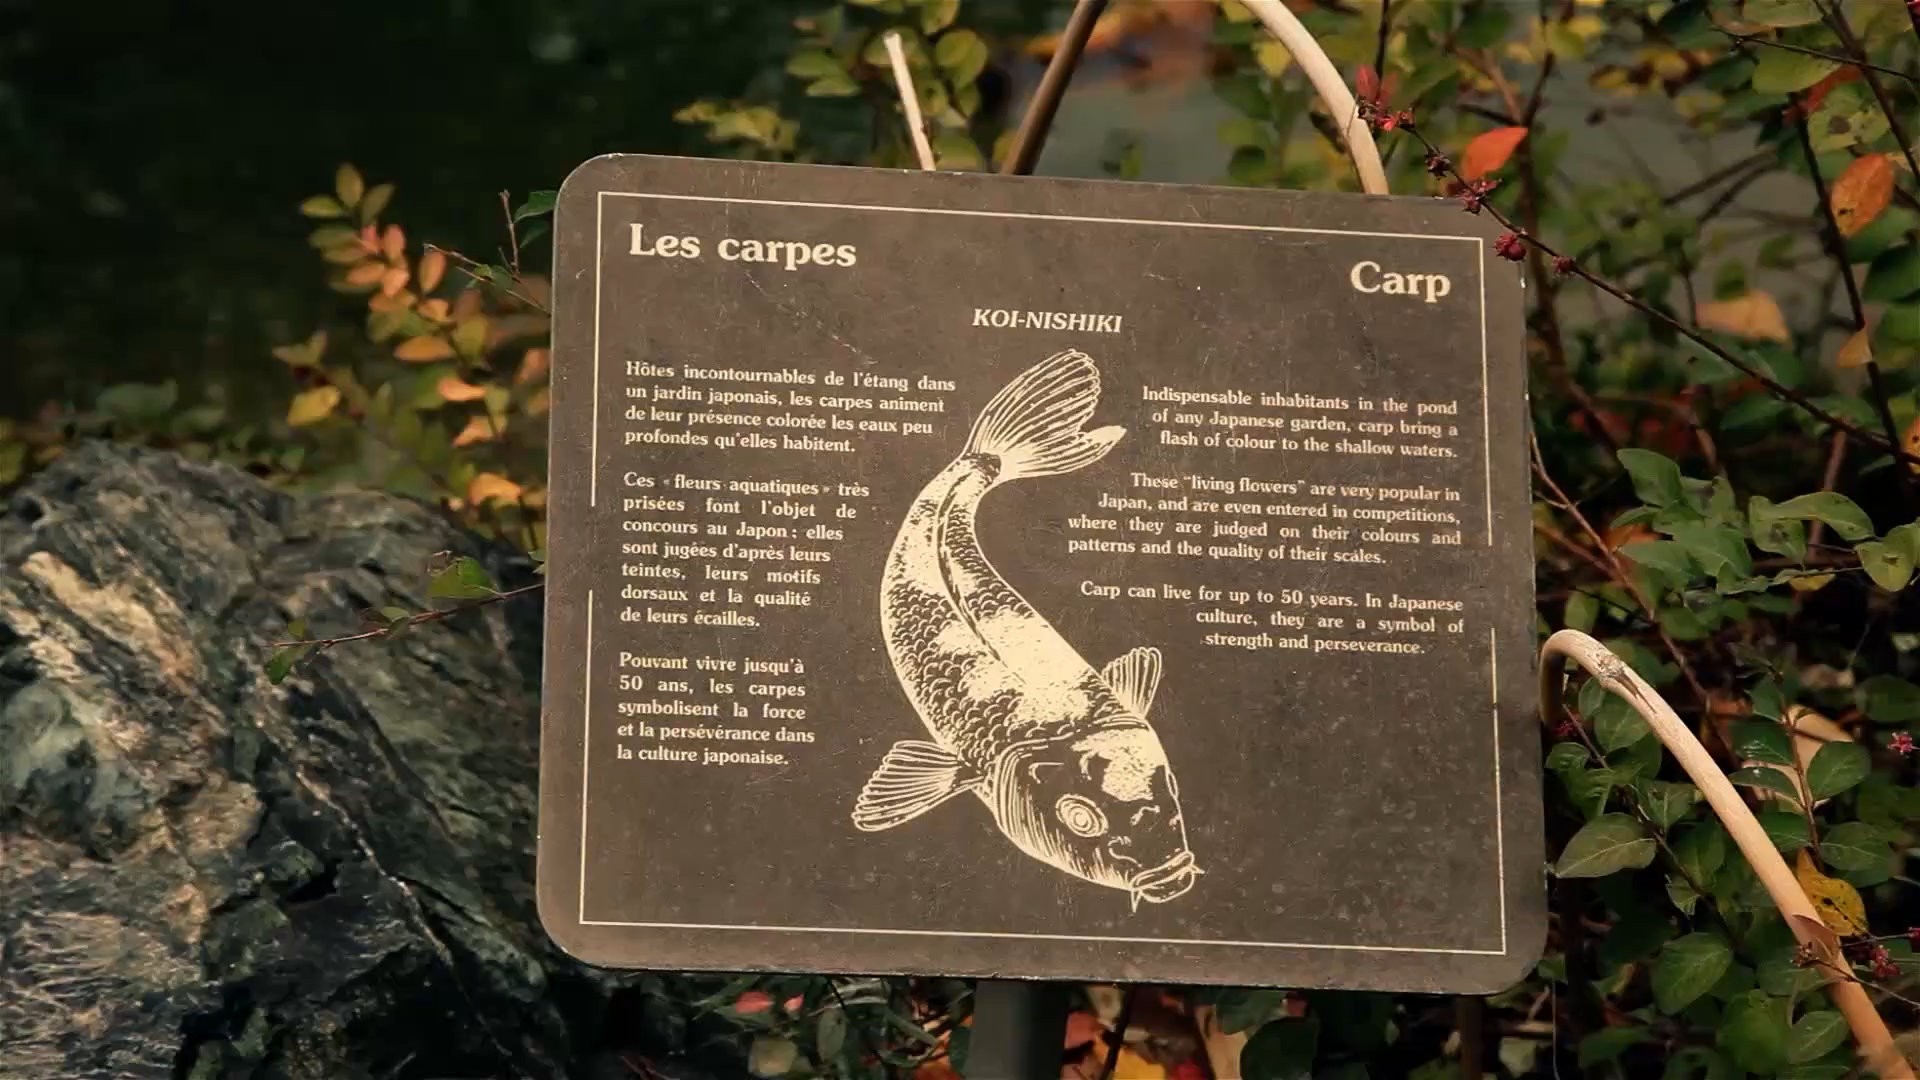 Les carpes
Carp
KOI-NISHIKI
Hôtes incontournables de l'étang dans
un jardin japonais, les carpes animent
de leur présence colorée les eaux peu
profondes qu'elles habitent.
Ces « fleurs aquatiques » très
prisées font l'objet de
concours au Japon : elles
sont jugées d'après leurs
teintes, leurs motifs
dorsaux et la qualité
de leurs écailles.
Pouvant vivre jusqu'à
50 ans, les carpes
symbolisent la force
et la persévérance dans
la culture japonaise.
Indispensable inhabitants in the pond
of any Japanese garden, carp bring a
flash of colour to the shallow waters.
These "living flowers" are very popular in
Japan, and are even entered in competitions,
where they are judged on their colours and
patterns and the quality of their scales.
Carp can live for up to 50 years. In Japanese
culture, they are a symbol of
strength and perseverance.